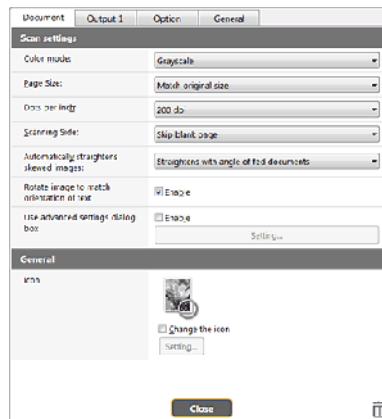 Document Output 1 Option General
Scan settings
Color mode: Grayscale
Page Size: Match original size
Dots per inch: 200 dpi
Scanning Side: Skip blank page
Automatically straightens skewed images: Straightens with angle of fed documents
Rotate image to match orientation of text Enable
Use advanced settings dialog box Enable
Setting...
General
Icon
Change the icon
Setting...
Close